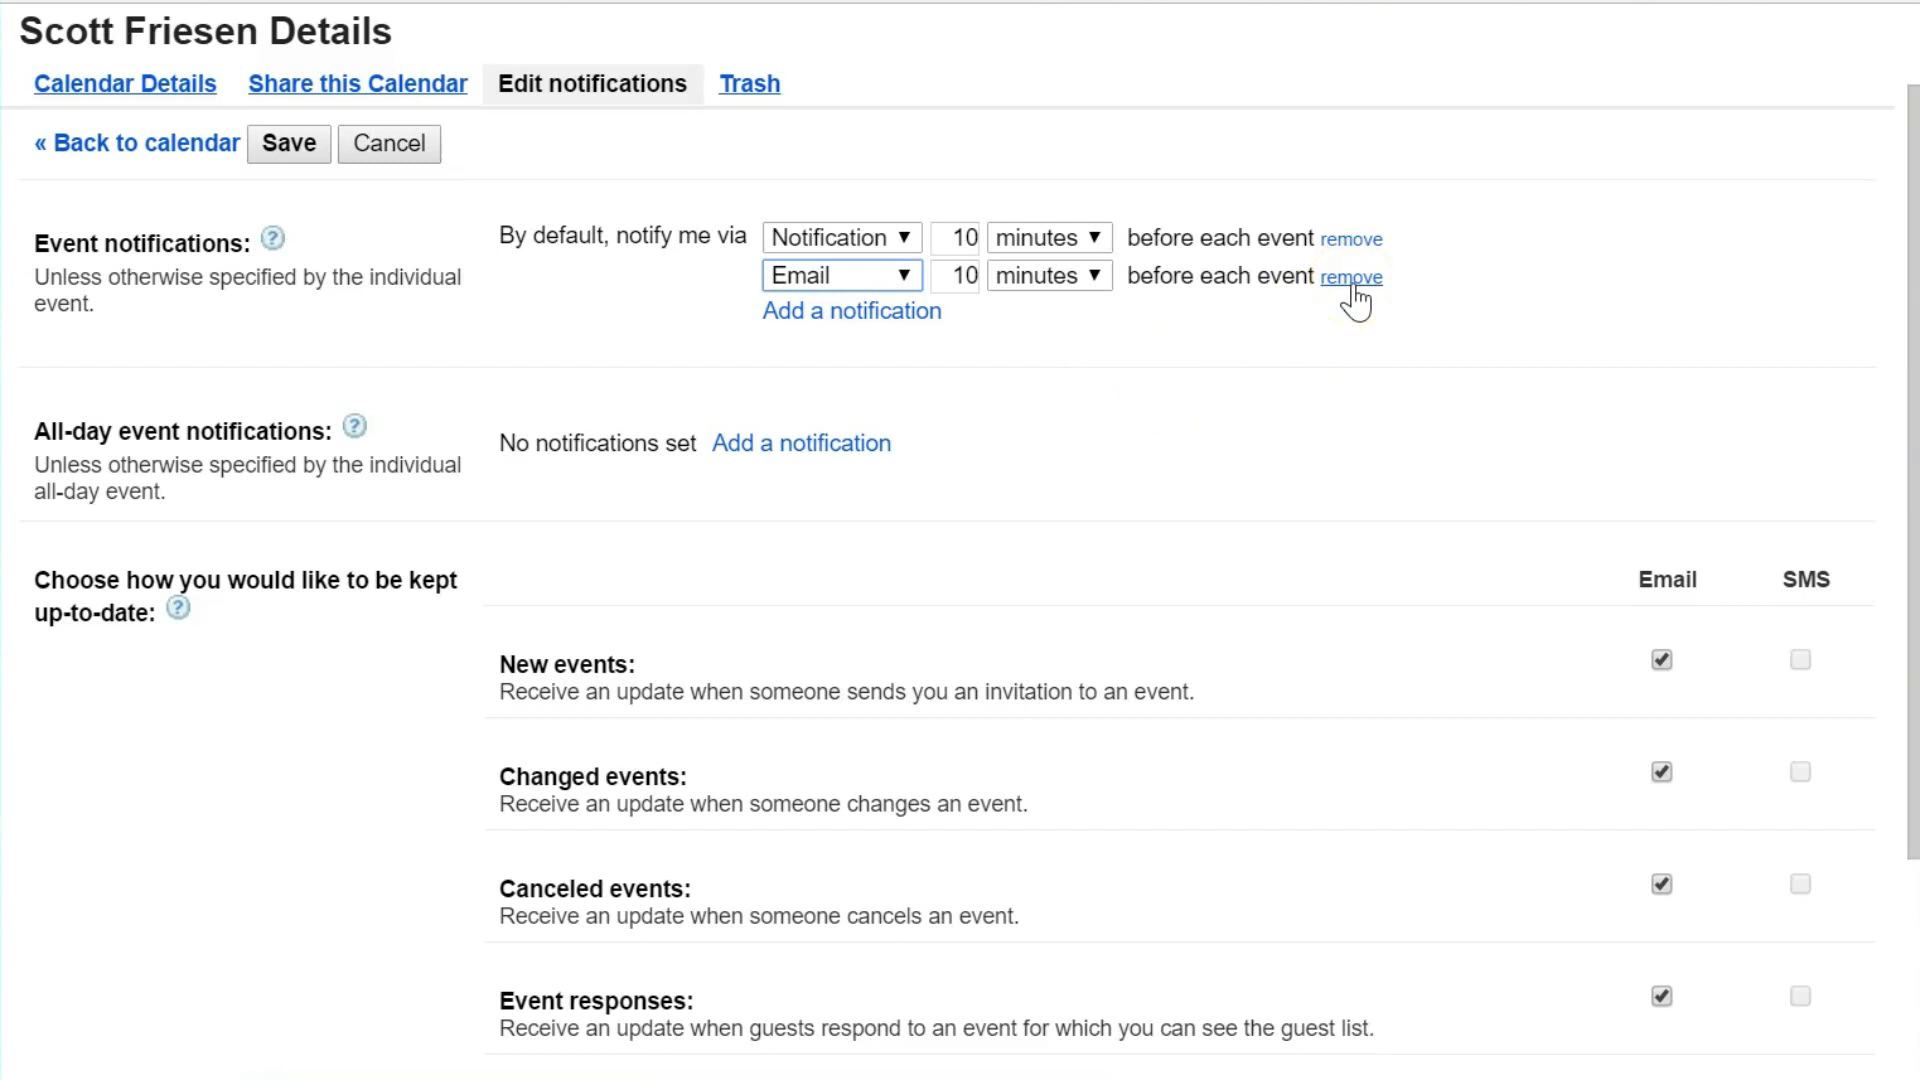 Scott Friesen Details
Calendar Details Share this Calendar Edit notifications Trash
« Back to calendar Save Cancel
Event notifications: ?
Unless otherwise specified by the individual
event.
By default, notify me via Notification ▼ 10 minutes ▼ before each event remove
Email ▼ 10 minutes ▼ before each event remove
Add a notification
All-day event notifications: ?
Unless otherwise specified by the individual
all-day event.
No notifications set Add a notification
Choose how you would like to be kept
up-to-date: ?
Email SMS
New events:
Receive an update when someone sends you an invitation to an event.
Changed events:
Receive an update when someone changes an event.
Canceled events:
Receive an update when someone cancels an event.
Event responses:
Receive an update when guests respond to an event for which you can see the guest list.